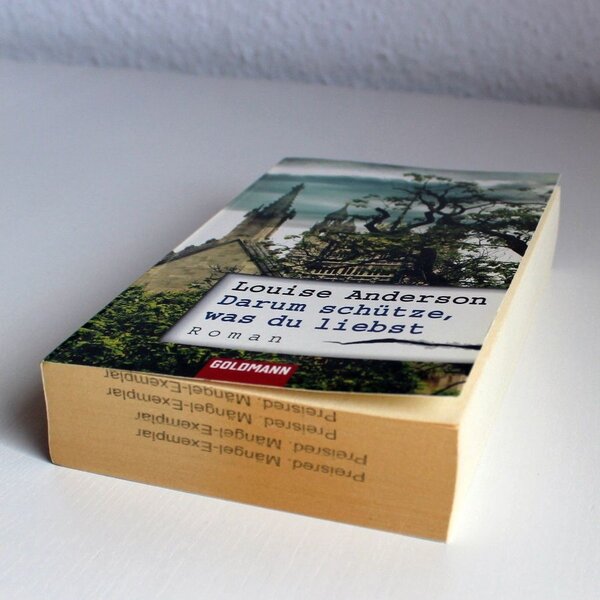 Louise Anderson
Darum schütze,
was du liebst
Roman
GOLDMANN
Preisred. Mängel-Exemplar
Preisred. Mängel-Exemplar
Preisred. Mängel-Exemplar
Preisred. Mängel-Exemplar